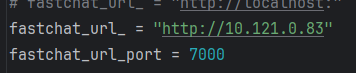 # fastchat_url_ = "http://localhost:"
fastchat_url_ = "http://10.121.0.83"
fastchat_url_port = 7000